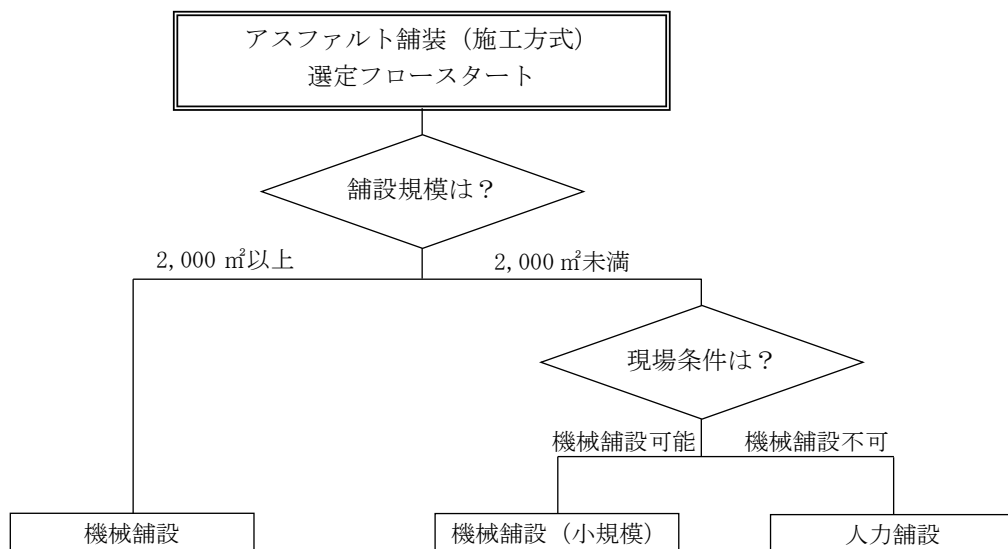 アスファルト舗装（施工方式）
選定フロースタート
舗設規模は？
2,000 ㎡以上
2,000 ㎡未満
現場条件は？
機械舗設可能
機械舗設不可
機械舗設
機械舗設（小規模）
人力舗設